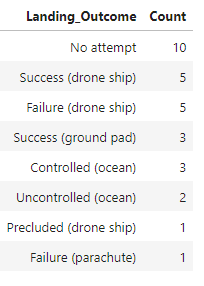 Landing_Outcome Count
No attempt 10
Success (drone ship) 5
Failure (drone ship) 5
Success (ground pad) 3
Controlled (ocean) 3
Uncontrolled (ocean) 2
Precluded (drone ship) 1
Failure (parachute) 1